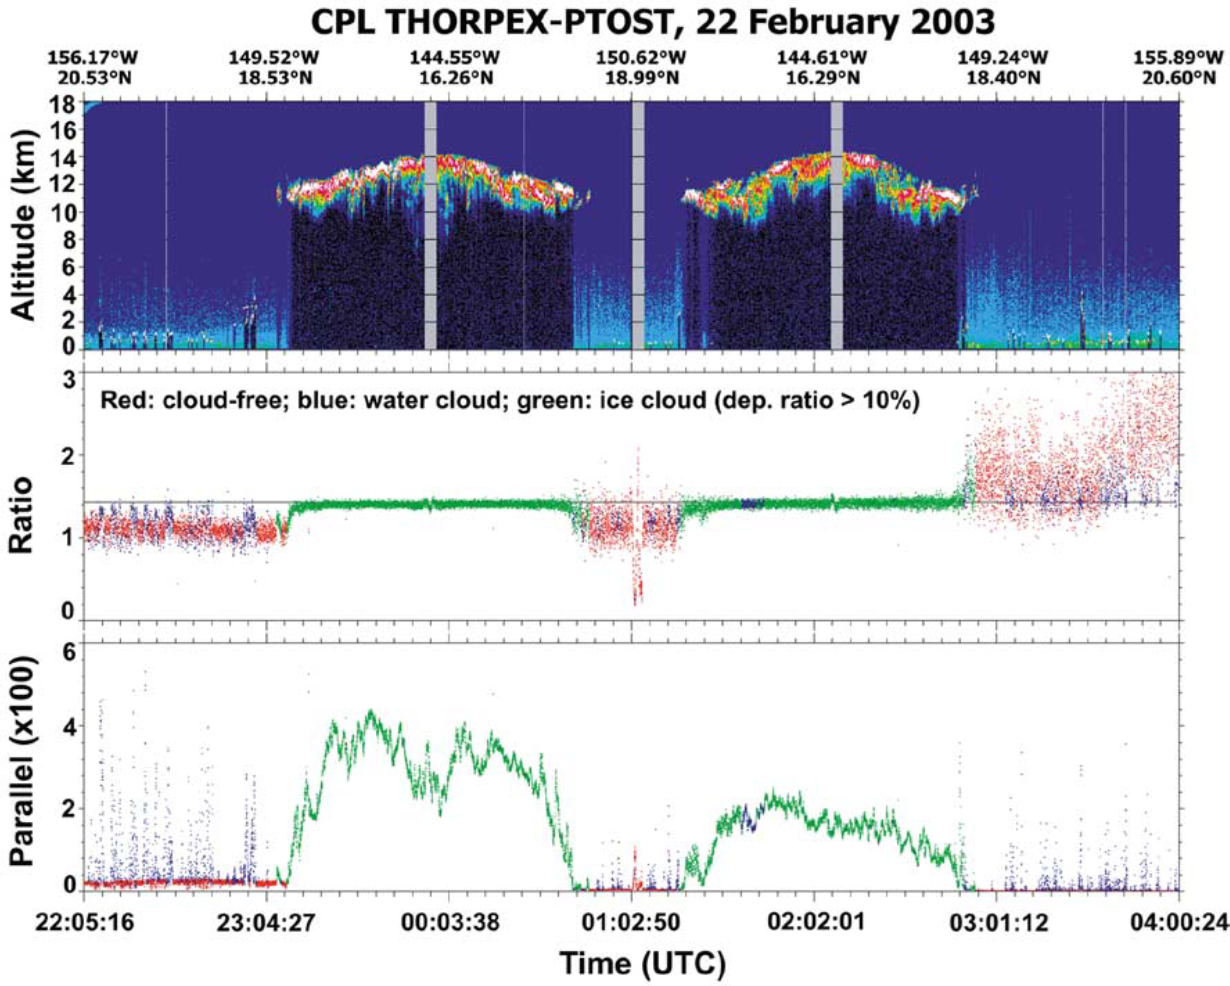 CPL THORPEX-PTOST, 22 February 2003
156.17°W 149.52°W 144.55°W 150.62°W 144.61°W 149.24°W 155.89°W
20.53°N 18.53°N 16.26°N 18.99°N 16.29°N 18.40°N 20.60°N
Altitude (km)
18
16
14
12
10
8
6
4
2
0
Red: cloud-free; blue: water cloud; green: ice cloud (dep. ratio > 10%)
Ratio
3
2
1
0
Parallel (x100)
6
4
2
0
22:05:16 23:04:27 00:03:38 01:02:50 02:02:01 03:01:12 04:00:24
Time (UTC)